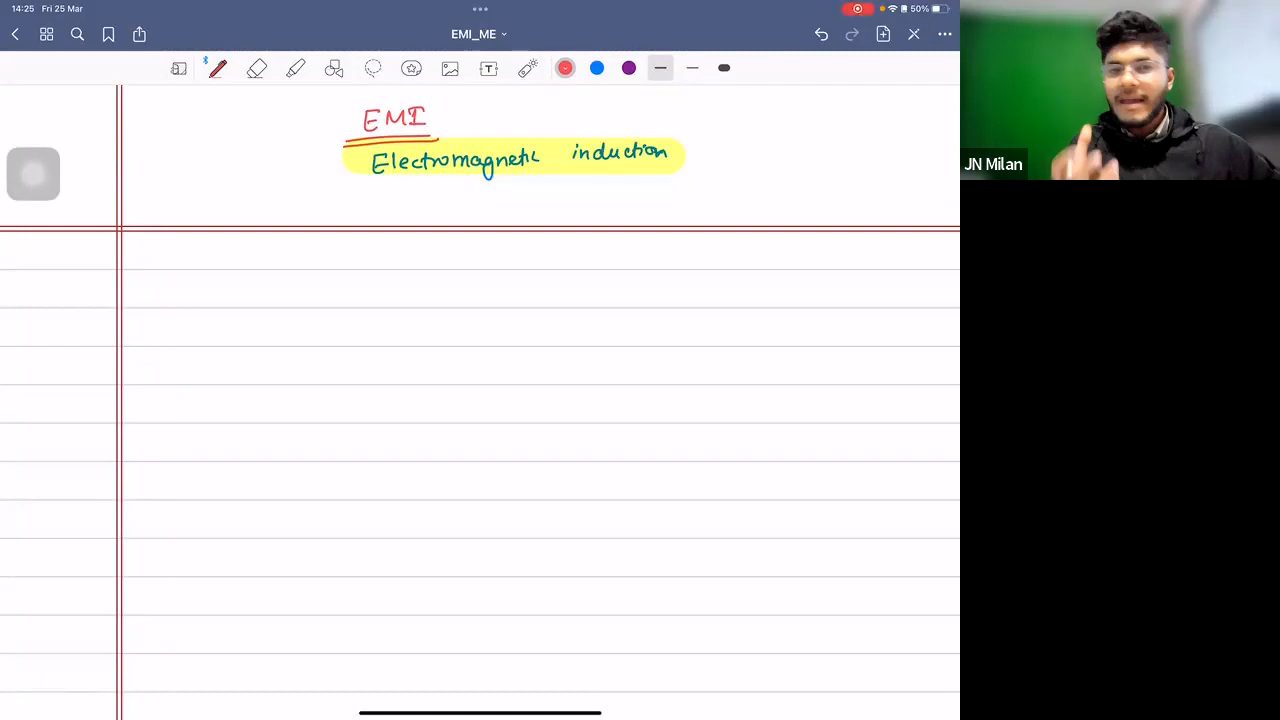 14:25 Fri 25 Mar
50%
EMI_ME
T
EMI
Electromagnetic induction
JN Milan